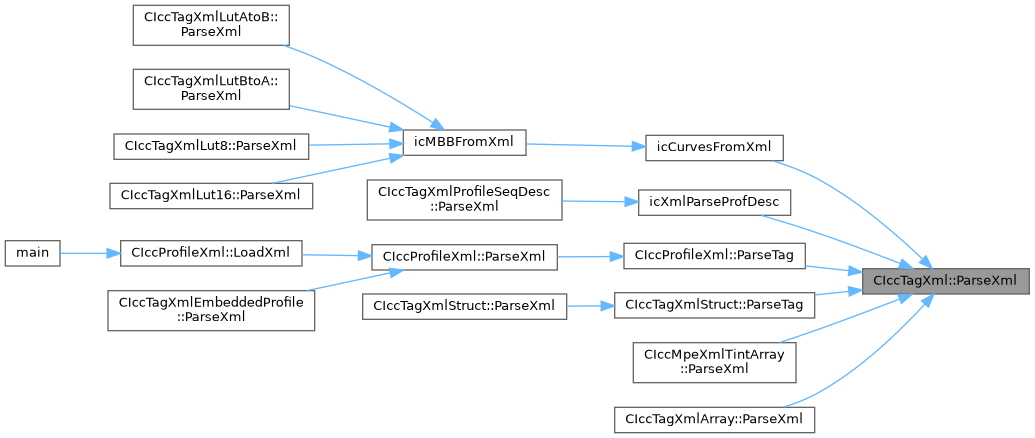 CIccTagXmlLutAtoB::
ParseXml
CIccTagXmlLutBtoA::
ParseXml
CIccTagXmlLut8::ParseXml
CIccTagXmlLut16::ParseXml
icMBBFromXml
icCurvesFromXml
CIccTagXmlProfileSeqDesc
::ParseXml
icXmlParseProfDesc
main
CIccProfileXml::LoadXml
CIccProfileXml::ParseXml
CIccProfileXml::ParseTag
CIccTagXml::ParseXml
CIccTagXmlEmbeddedProfile
::ParseXml
CIccTagXmlStruct::ParseXml
CIccTagXmlStruct::ParseTag
CIccMpeXmlTintArray
::ParseXml
CIccTagXmlArray::ParseXml